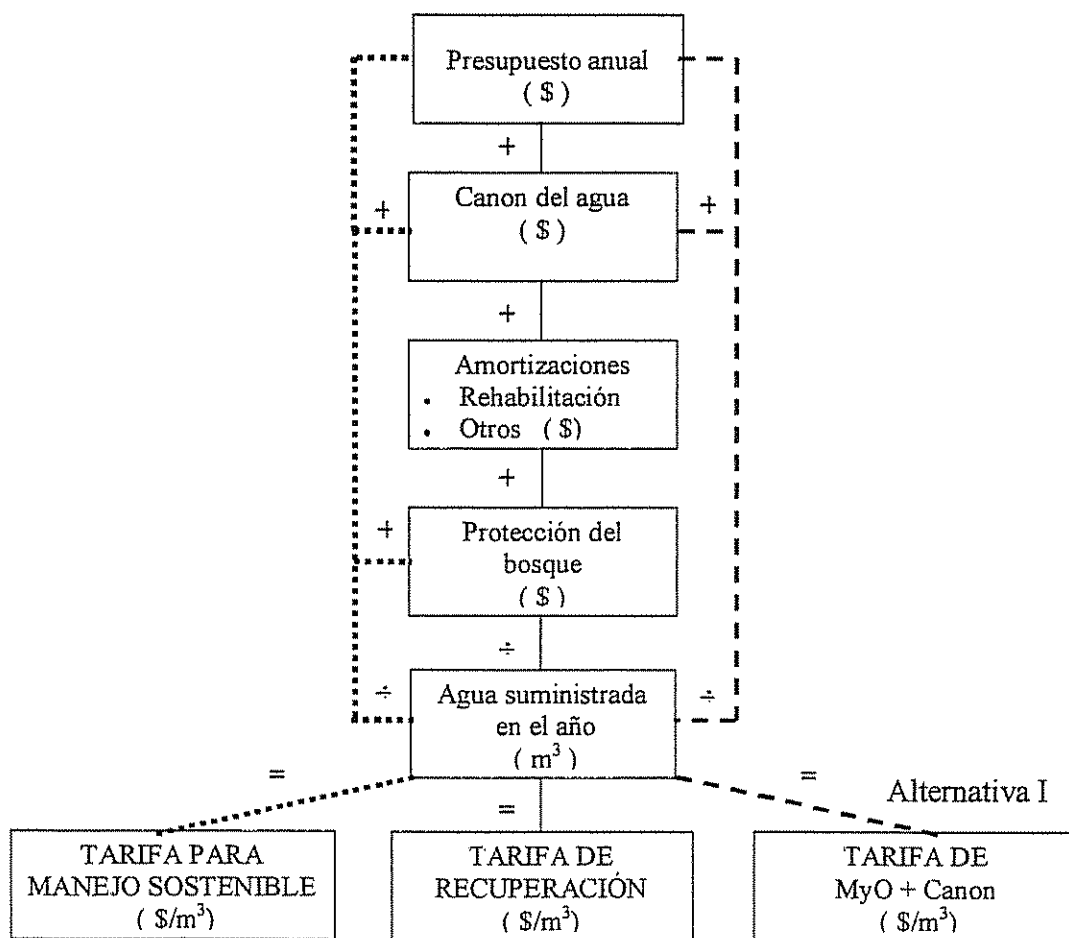 Presupuesto anual
( $ )
+
Canon del agua
( $ )
+
+
+
Amortizaciones
• Rehabilitación
• Otros ( $)
+
Protección del
bosque
( $ )
+
÷
Agua suministrada
en el año
( m³ )
÷
÷
=
=
=
Alternativa I
TARIFA PARA
MANEJO SOSTENIBLE
( $/m³)
TARIFA DE
RECUPERACIÓN
( $/m³)
TARIFA DE
MyO + Canon
( $/m³)